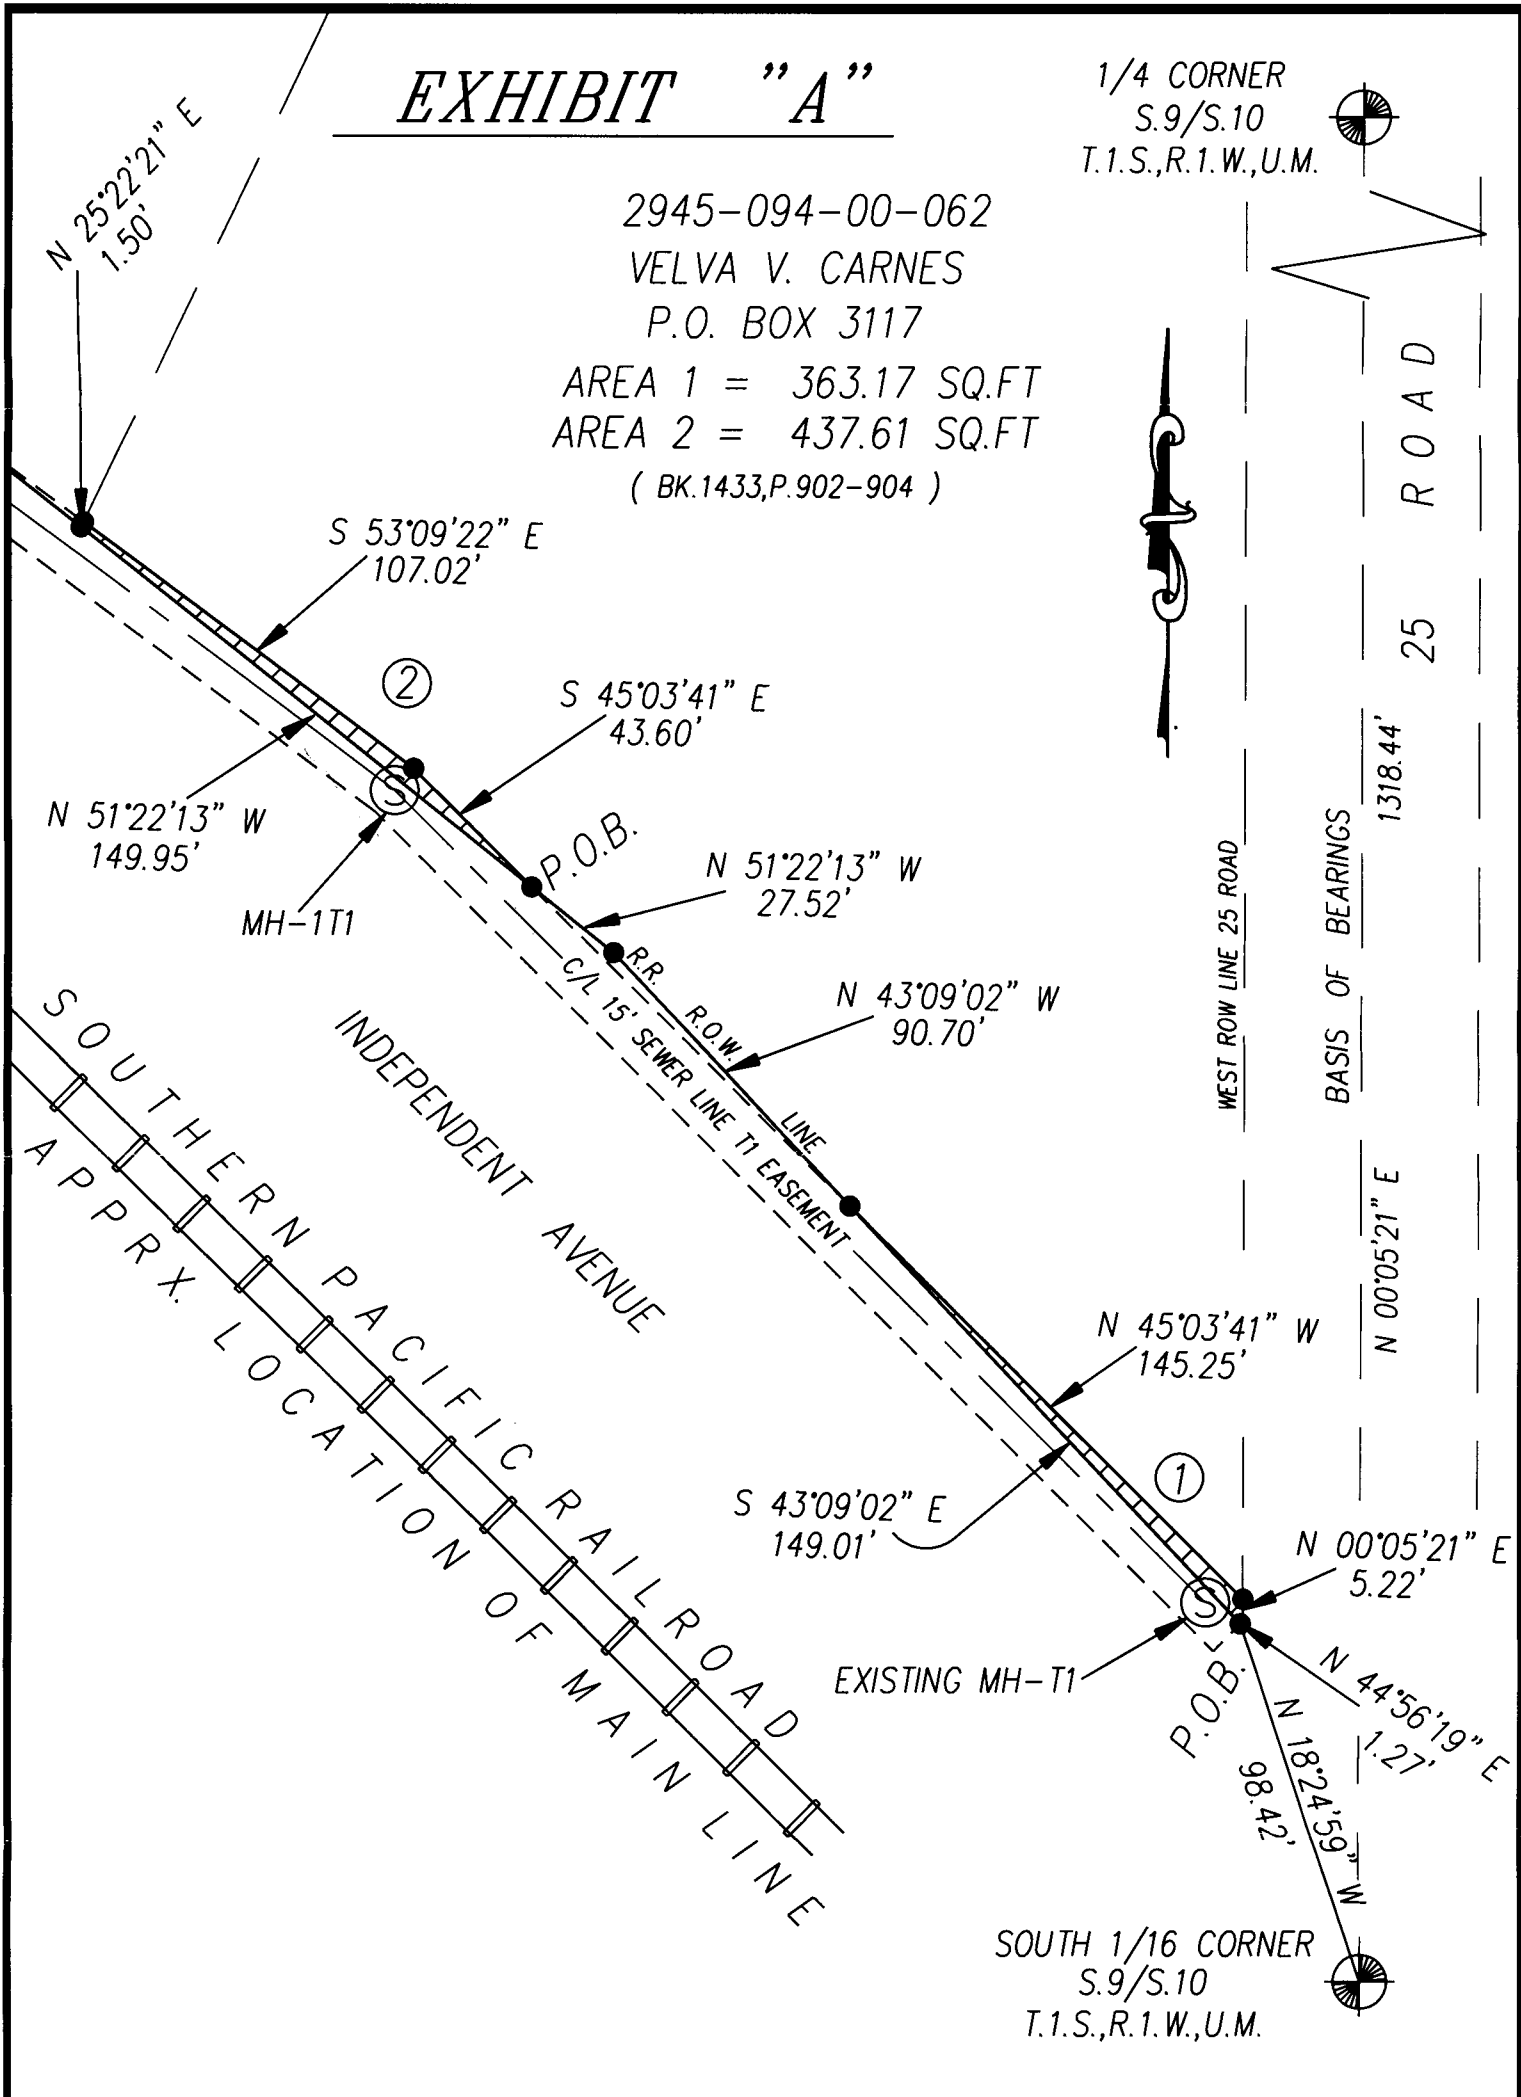 EXHIBIT "A"
1/4 CORNER
S.9/S.10
T.1.S.,R.1.W.,U.M.
N 25°22'21" E
1.50'
2945-094-00-062
VELVA V. CARNES
P.O. BOX 3117
AREA 1 = 363.17 SQ.FT
AREA 2 = 437.61 SQ.FT
( BK.1433,P.902-904 )
25 ROAD
S 53°09'22" E
107.02'
2
S 45°03'41" E
43.60'
N 51°22'13" W
149.95'
S
MH-1T1
P.O.B.
N 51°22'13" W
27.52'
R.R. R.O.W. LINE
C/L 15' SEWER LINE T1 EASEMENT
N 43°09'02" W
90.70'
WEST ROW LINE 25 ROAD
BASIS OF BEARINGS
N 00°05'21" E 1318.44'
INDEPENDENT AVENUE
SOUTHERN PACIFIC RAILROAD
APPRX. LOCATION OF MAIN LINE
N 45°03'41" W
145.25'
1
S 43°09'02" E
149.01'
N 00°05'21" E
5.22'
S
EXISTING MH-T1
P.O.B.
N 44°56'19" E
1.27'
N 18°24'59" W
98.42'
SOUTH 1/16 CORNER
S.9/S.10
T.1.S.,R.1.W.,U.M.